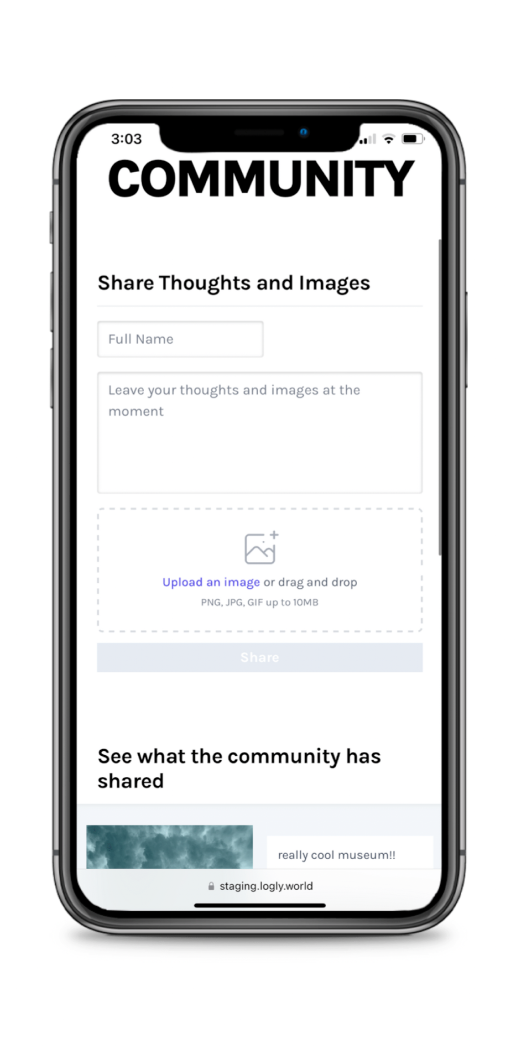 3:03
COMMUNITY
Share Thoughts and Images
Full Name
Leave your thoughts and images at the
moment
Upload an image or drag and drop
PNG, JPG, GIF up to 10MB
Share
See what the community has
shared
really cool museum!!
staging.logly.world